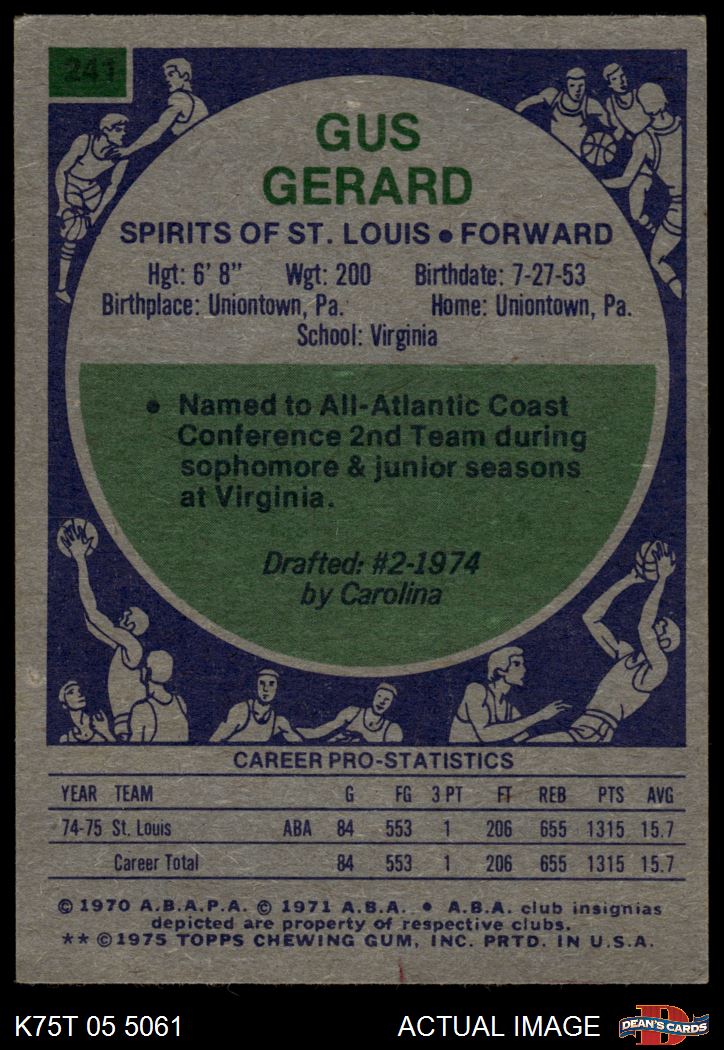 241
GUS
GERARD
SPIRITS OF ST. LOUIS • FORWARD
Hgt: 6' 8" Wgt: 200 Birthdate: 7-27-53
Birthplace: Uniontown, Pa. Home: Uniontown, Pa.
School: Virginia
• Named to All-Atlantic Coast
Conference 2nd Team during
sophomore & junior seasons
at Virginia.
Drafted: #2-1974
by Carolina
CAREER PRO-STATISTICS
YEAR TEAM G FG 3 PT FT REB PTS AVG
74-75 St. Louis ABA 84 553 1 206 655 1315 15.7
Career Total 84 553 1 206 655 1315 15.7
© 1970 A.B.A.P.A. © 1971 A.B.A. • A.B.A. club insignias
depicted are property of respective clubs.
** ©1975 TOPPS CHEWING GUM, INC. PRTD. IN U.S.A.
K75T 05 5061 ACTUAL IMAGE D DEAN'S CARDS